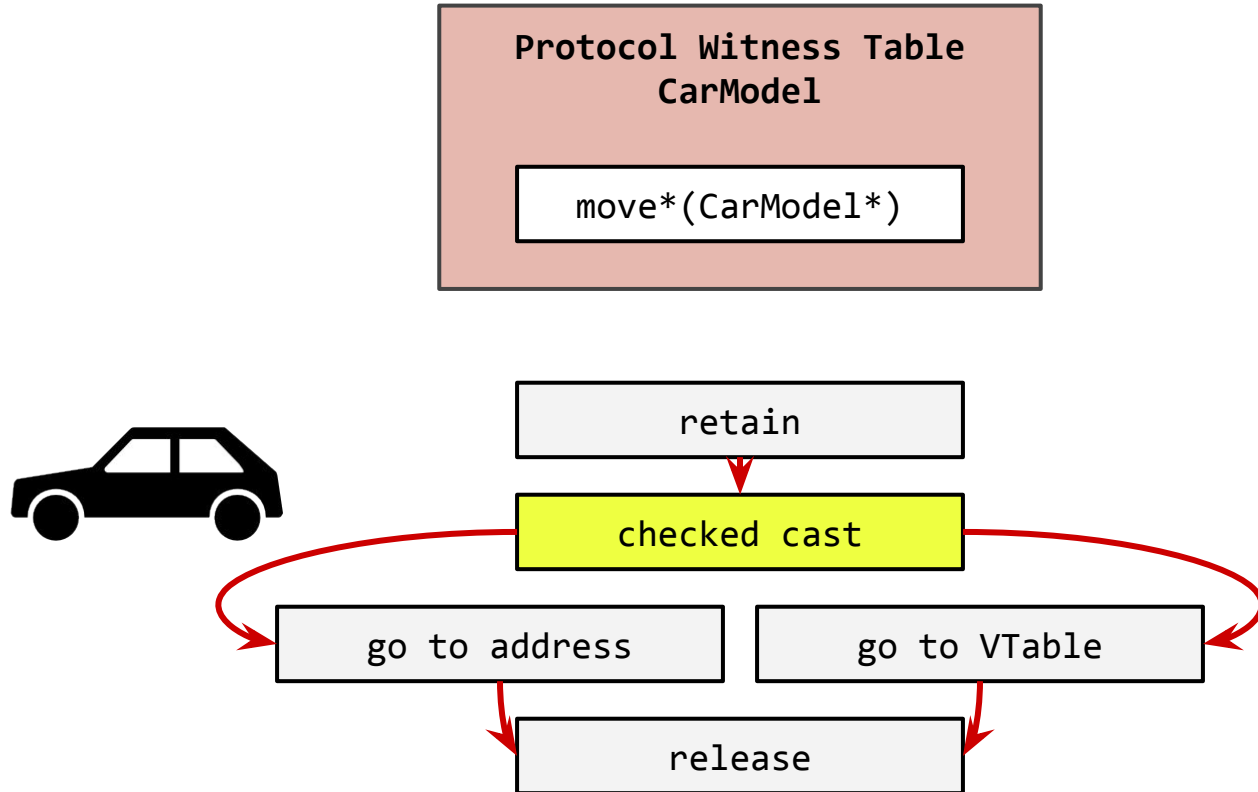 Protocol Witness Table
CarModel
move*(CarModel*)
retain
checked cast
go to address
go to VTable
release